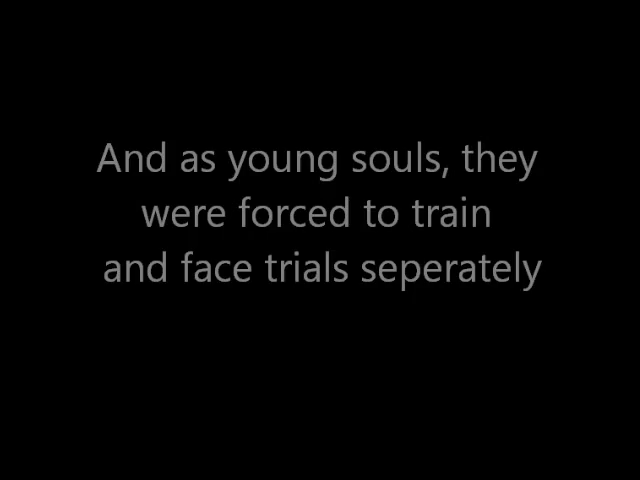 And as young souls, they
were forced to train
and face trials seperately